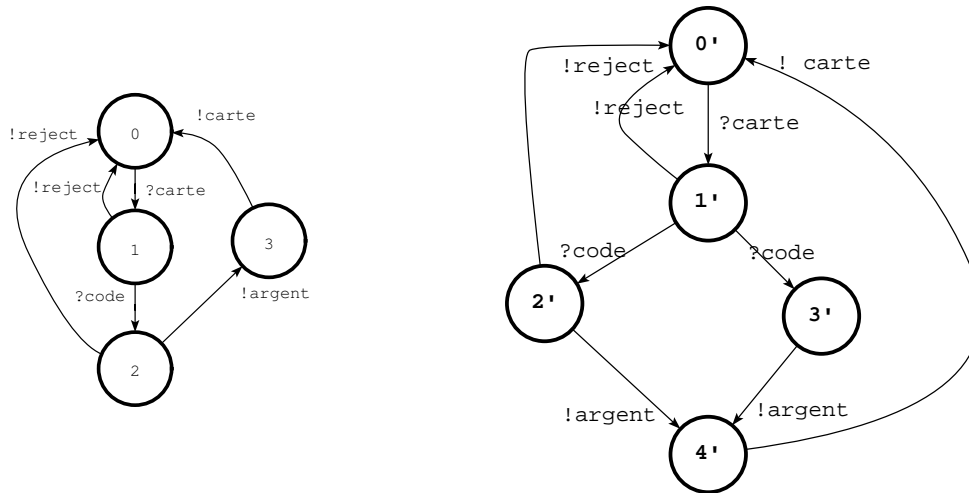 0
!reject
!carte
!reject
?carte
1
3
?code
!argent
2
0'
!reject
! carte
!reject
?carte
1'
?code
?code
2'
3'
!argent
!argent
4'